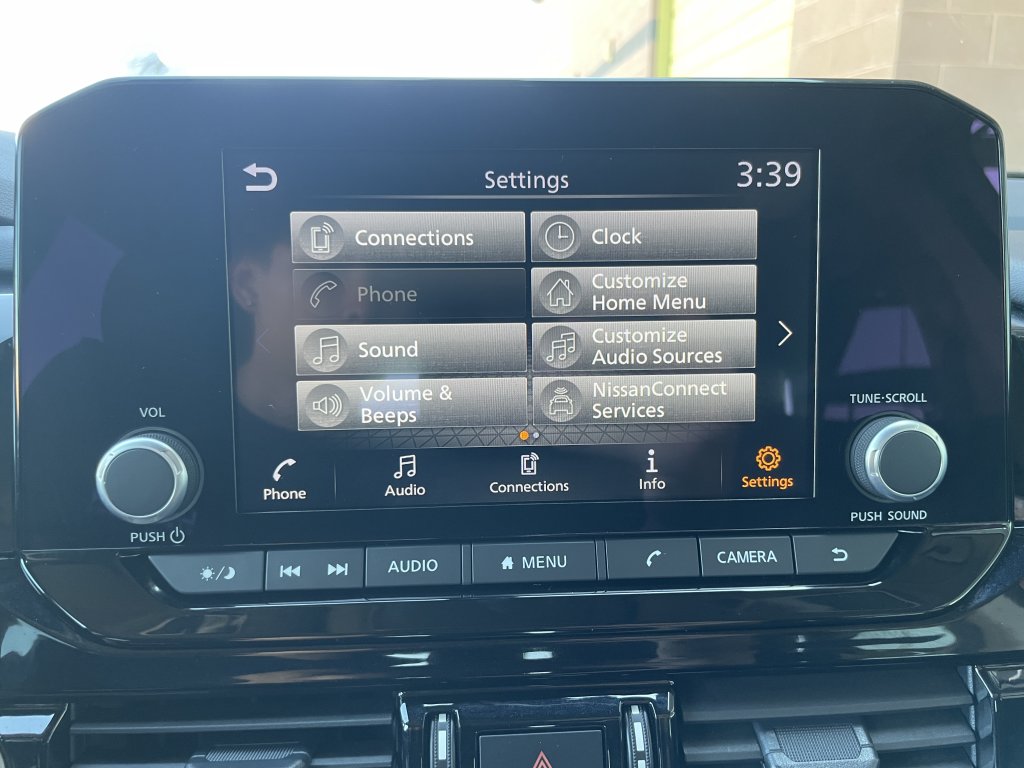 Settings
3:39
Connections
Clock
Phone
Customize
Home Menu
Sound
Customize
Audio Sources
Volume &
Beeps
NissanConnect
Services
Phone
Audio
Connections
Info
Settings
VOL
PUSH
TUNE·SCROLL
PUSH SOUND
AUDIO
MENU
CAMERA